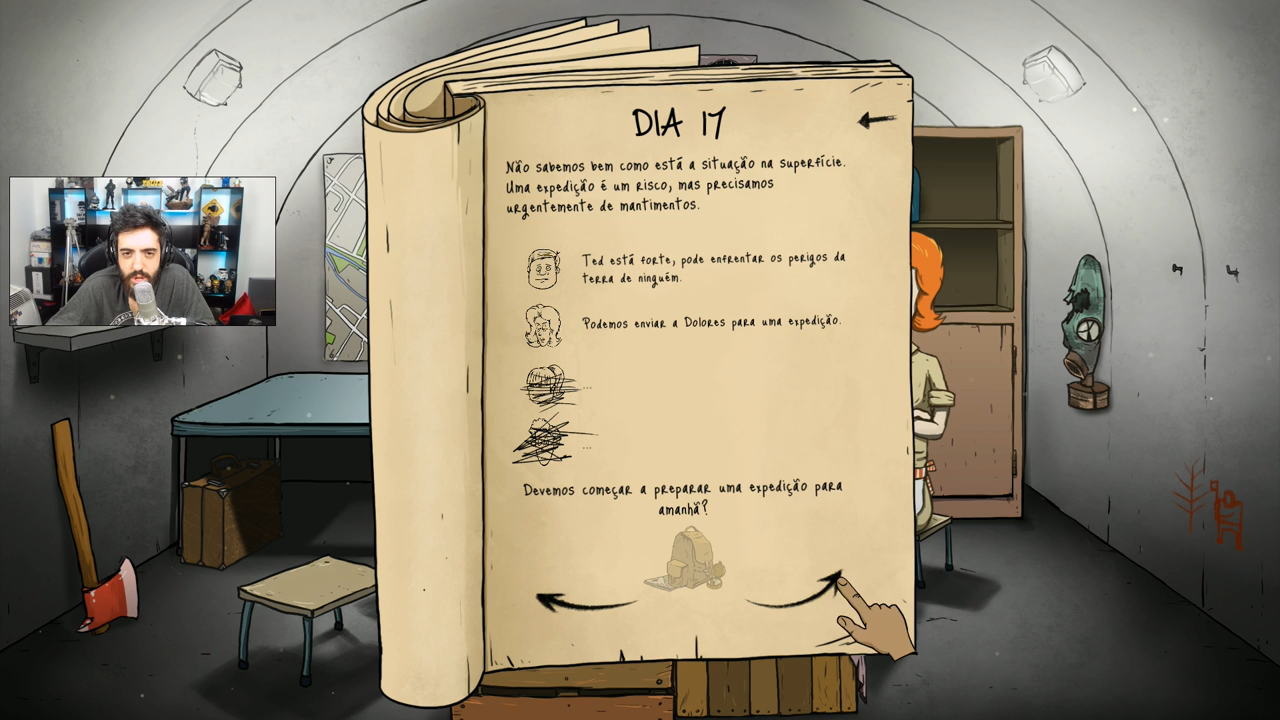 DIA 17
Não sabemos bem como está a situação na superfície.
Uma expedição é um risco, mas precisamos
urgentemente de mantimentos.
Ted está forte, pode enfrentar os perigos da
terra de ninguém.
Podemos enviar a Dolores para uma expedição.
...
...
Devemos começar a preparar uma expedição para
amanhã?